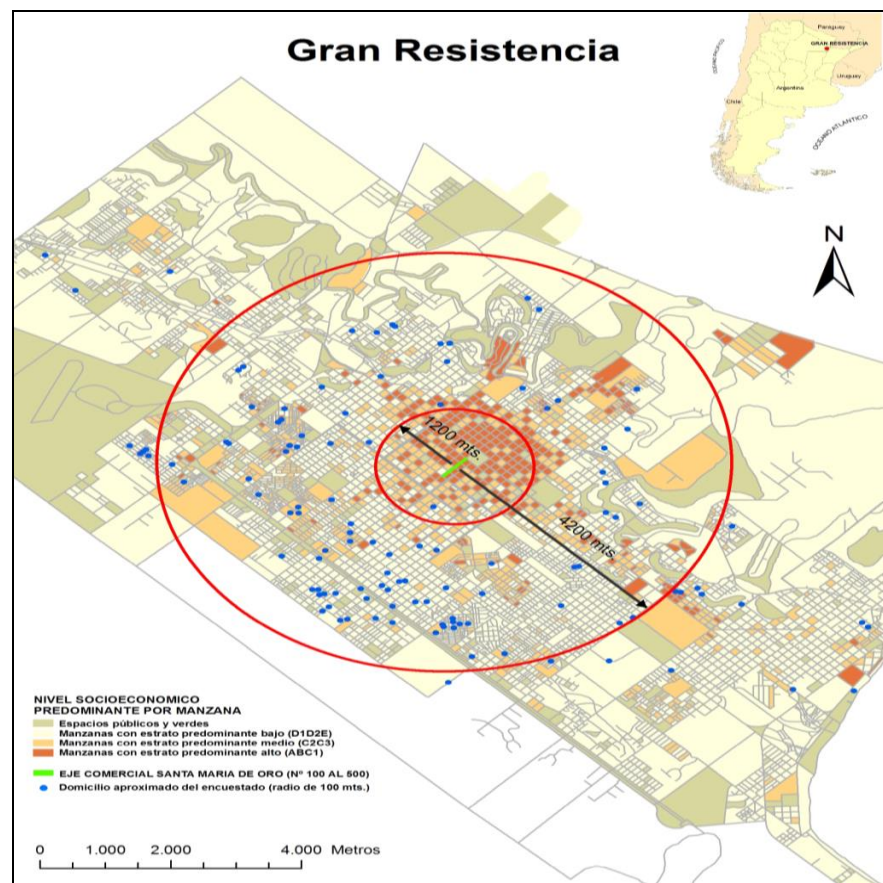 Gran Resistencia
Paraguay
GRAN RESISTENCIA
Uruguay
Argentina
Chile
OCEANO ATLANTICO
N
1200 mts.
4200 mts.
NIVEL SOCIOECONOMICO
PREDOMINANTE POR MANZANA
Espacios públicos y verdes
Manzanas con estrato predominante bajo (D1D2E)
Manzanas con estrato predominante medio (C2C3)
Manzanas con estrato predominante alto (ABC1)
EJE COMERCIAL SANTA MARIA DE ORO (Nº 100 AL 500)
Domicilio aproximado del encuestado (radio de 100 mts.)
0 1.000 2.000 4.000 Metros